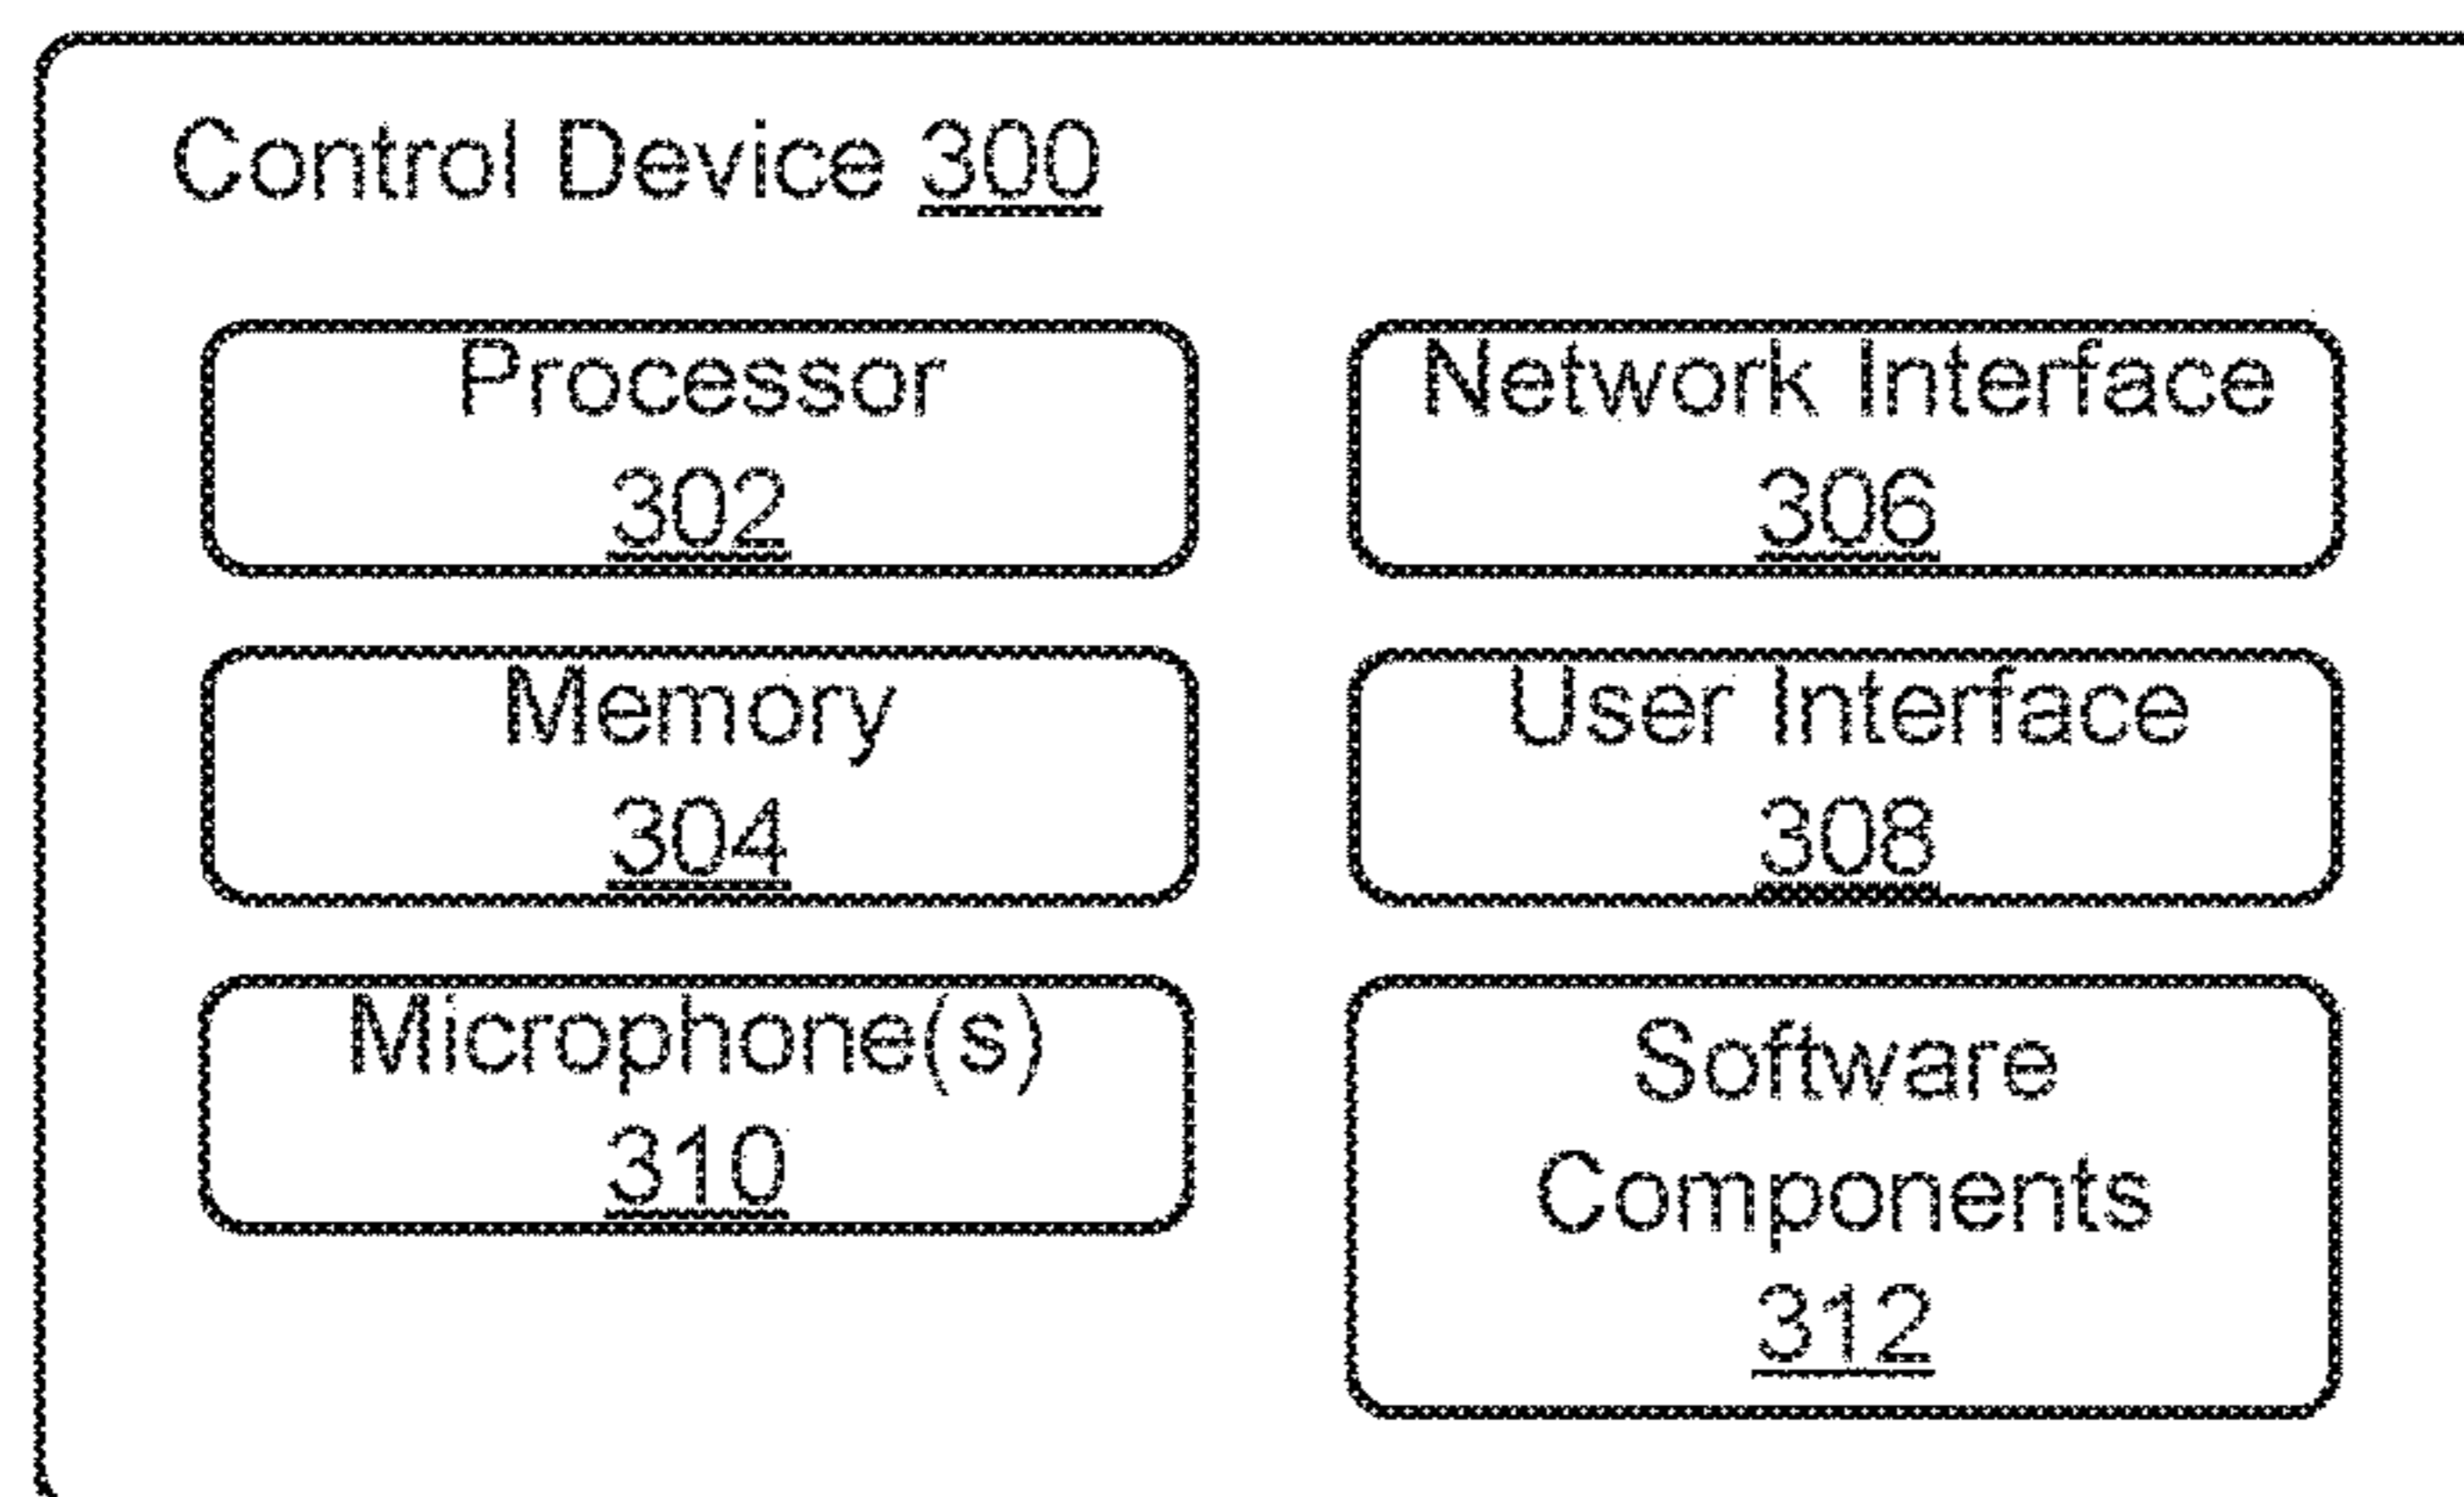 Control Device 300
Processor
302
Network Interface
306
Memory
304
User Interface
308
Microphone(s)
310
Software
Components
312